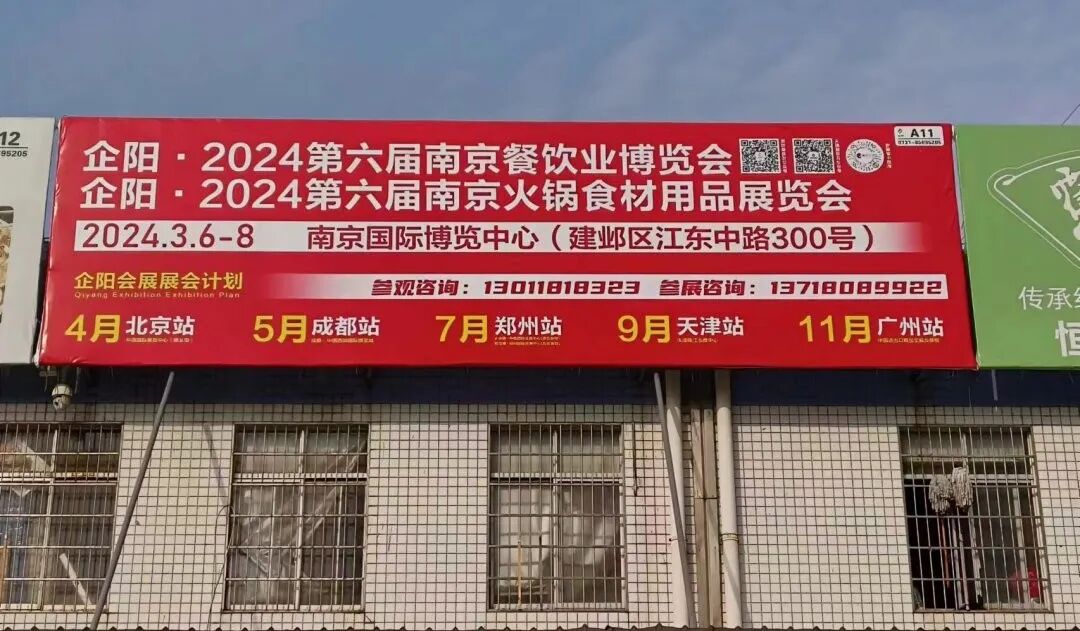 12
A11
0731-85495205
企阳·2024第六届南京餐饮业博览会
企阳·2024第六届南京火锅食材用品展览会
2024.3.6-8 南京国际博览中心（建邺区江东中路300号）
企阳会展展会计划
Qiyang Exhibition Exhibition Plan
参观咨询：13011818323 参展咨询：13718089922
4月北京站 5月成都站 7月郑州站 9月天津站 11月广州站
传承
恒